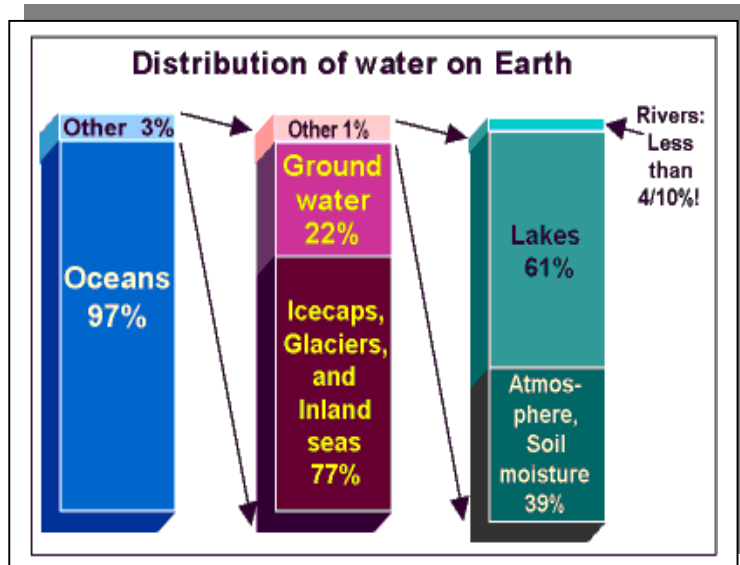 Distribution of water on Earth
Other 3%
Oceans
97%
Other 1%
Ground
water
22%
Icecaps,
Glaciers,
and
Inland
seas
77%
Rivers:
Less
than
4/10%!
Lakes
61%
Atmos-
phere,
Soil
moisture
39%